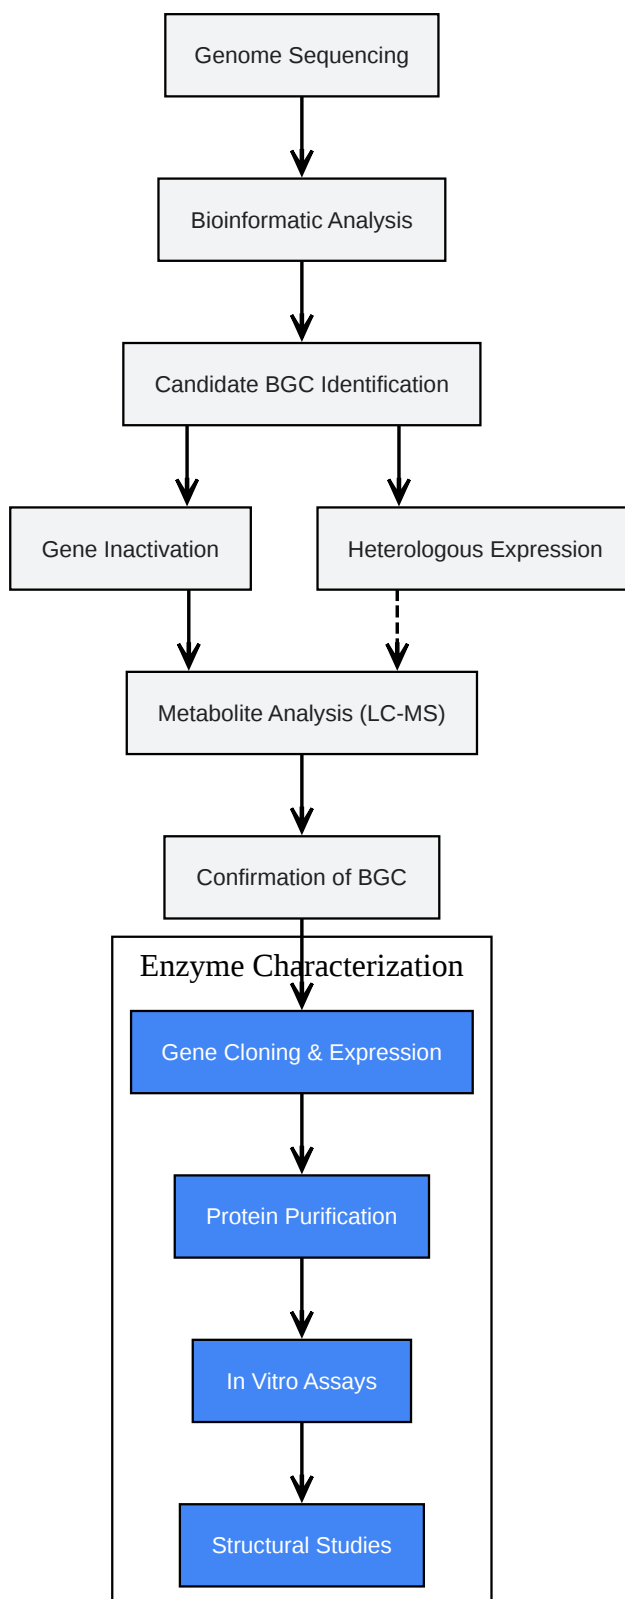 Genome Sequencing
Bioinformatic Analysis
Candidate BGC Identification
Gene Inactivation
Heterologous Expression
Metabolite Analysis (LC-MS)
Confirmation of BGC
Enzyme Characterization
Gene Cloning & Expression
Protein Purification
In Vitro Assays
Structural Studies